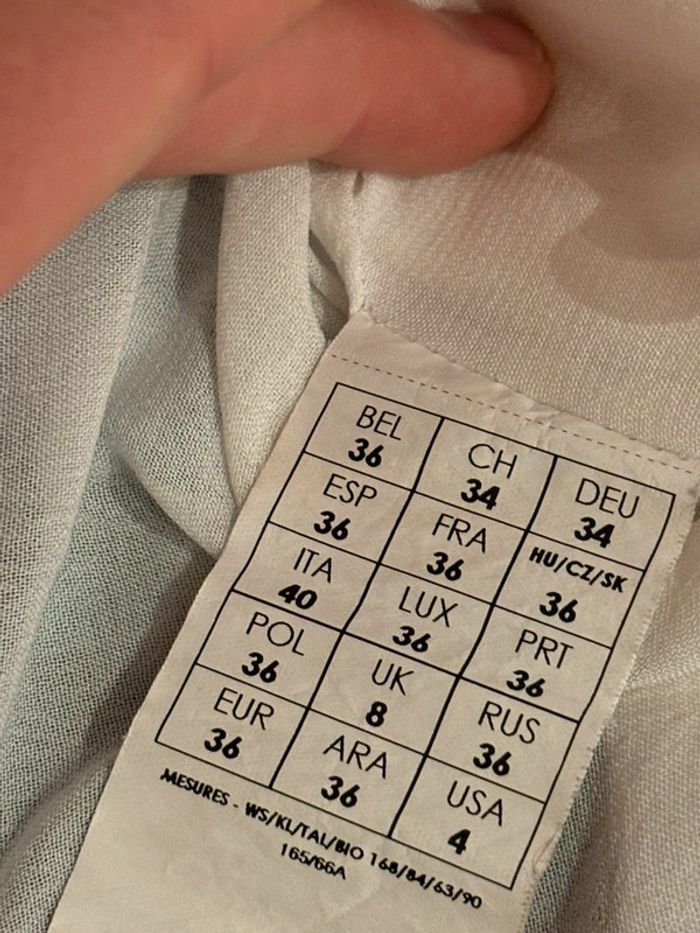 BEL CH DEU
36 34 34
ESP FRA HU/CZ/SK
36 36 36
ITA LUX PRT
40 36 36
POL UK RUS
36 8 36
EUR ARA USA
36 36 4
MESURES - WS/KL/TAL/BIO 168/84/63/90
165/66A